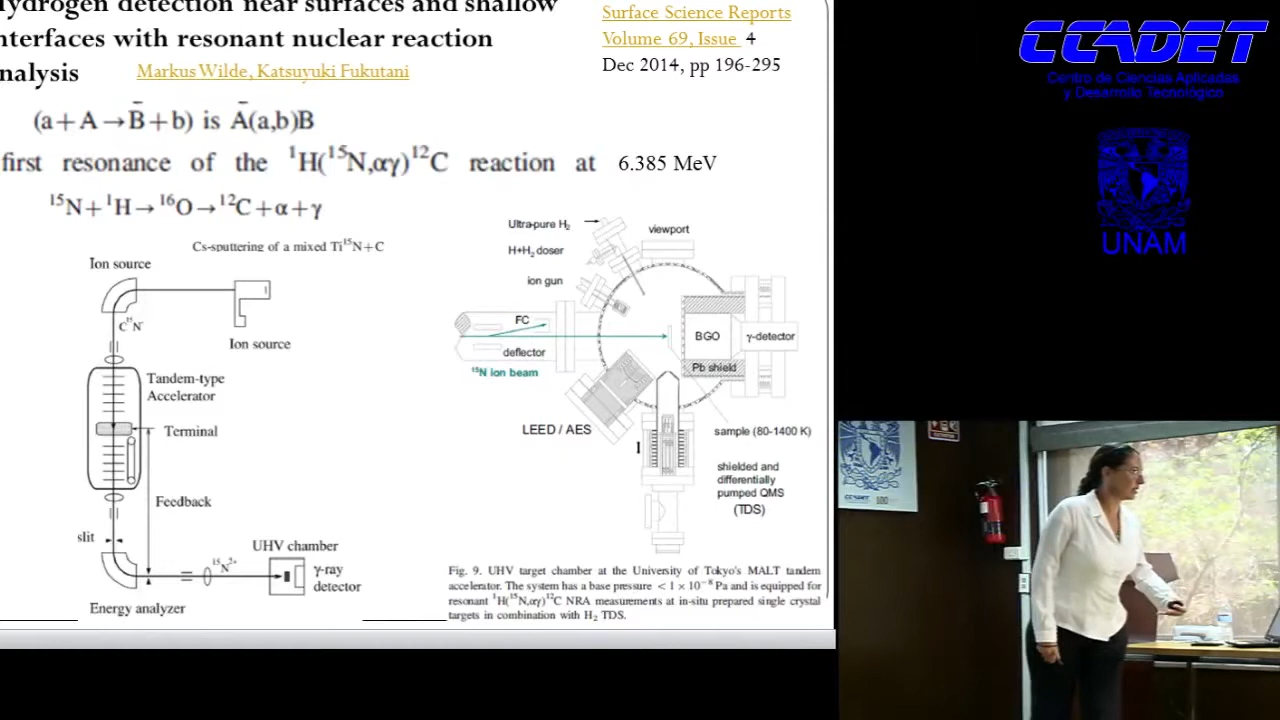 ydrogen detection near surfaces and shallow
nterfaces with resonant nuclear reaction
nalysis Markus Wilde, Katsuyuki Fukutani
Surface Science Reports
Volume 69, Issue 4
Dec 2014, pp 196-295
(a+A→B+b) is A(a,b)B
first resonance of the ¹H(¹⁵N,αγ)¹²C reaction at 6.385 MeV
¹⁵N+¹H→¹⁶O→¹²C+α+γ
Cs-sputtering of a mixed Ti¹⁵N+C
Ion source
C¹⁵N⁻
Ion source
Tandem-type
Accelerator
Terminal
Feedback
slit
UHV chamber
¹⁵N²⁺
γ-ray
detector
Energy analyzer
Ultra-pure H₂
viewport
H+H₂ doser
ion gun
FC
BGO
γ-detector
deflector
Pb shield
¹⁵N ion beam
LEED / AES
sample (80-1400 K)
shielded and
differentially
pumped QMS
(TDS)
Fig. 9. UHV target chamber at the University of Tokyo's MALT tandem
accelerator. The system has a base pressure < 1 × 10⁻⁸ Pa and is equipped for
resonant ¹H(¹⁵N,αγ)¹²C NRA measurements at in-situ prepared single crystal
targets in combination with H₂ TDS.
CCADET
Centro de Ciencias Aplicadas
y Desarrollo Tecnológico
UNAM
CCADET 100